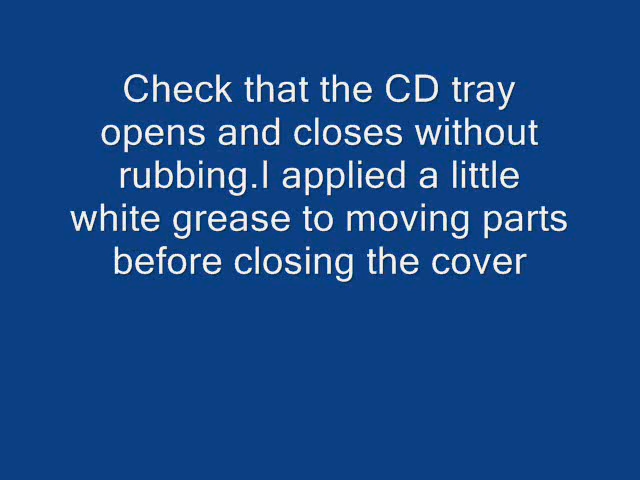 Check that the CD tray
opens and closes without
rubbing.I applied a little
white grease to moving parts
before closing the cover